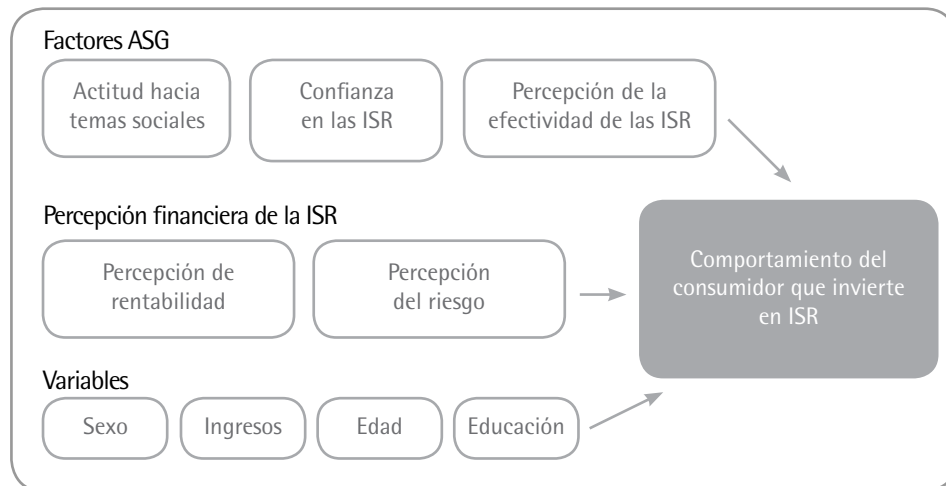 Factores ASG
Actitud hacia
temas sociales
Confianza
en las ISR
Percepción de la
efectividad de las ISR
Percepción financiera de la ISR
Percepción de
rentabilidad
Percepción
del riesgo
Comportamiento del
consumidor que invierte
en ISR
Variables
Sexo
Ingresos
Edad
Educación